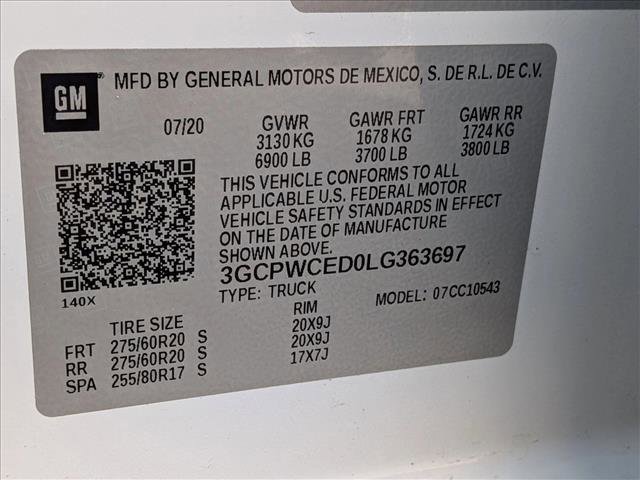 GM
MFD BY GENERAL MOTORS DE MEXICO, S. DE R.L. DE C.V.
07/20 GVWR GAWR FRT GAWR RR
3130 KG 1678 KG 1724 KG
6900 LB 3700 LB 3800 LB
THIS VEHICLE CONFORMS TO ALL
APPLICABLE U.S. FEDERAL MOTOR
VEHICLE SAFETY STANDARDS IN EFFECT
ON THE DATE OF MANUFACTURE
SHOWN ABOVE.
3GCPWCED0LG363697
140X
TYPE: TRUCK MODEL: 07CC10543
TIRE SIZE RIM
FRT 275/60R20 S 20X9J
RR 275/60R20 S 20X9J
SPA 255/80R17 S 17X7J